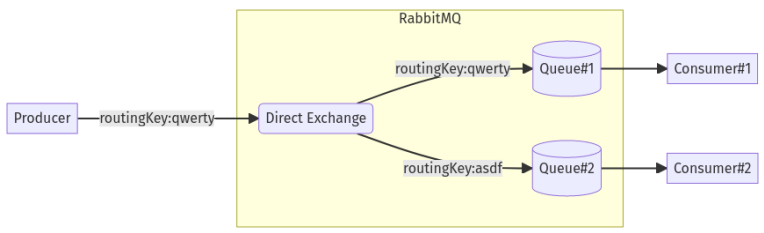 RabbitMQ
routingKey:qwerty
Queue#1
Consumer#1
Producer
routingKey:qwerty
Direct Exchange
routingKey:asdf
Queue#2
Consumer#2